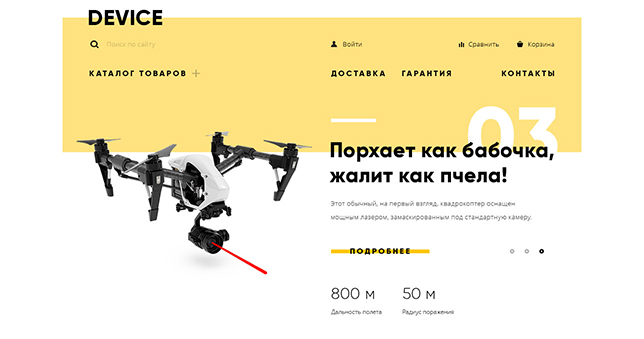 DEVICE
Поиск по сайту
Войти
Сравнить
Корзина
КАТАЛОГ ТОВАРОВ
ДОСТАВКА
ГАРАНТИЯ
КОНТАКТЫ
03
Порхает как бабочка,
жалит как пчела!
Этот обычный, на первый взгляд, квадрокоптер оснащен
мощным лазером, замаскированным под стандартную камеру.
ПОДРОБНЕЕ
800 м
50 м
Дальность полета
Радиус поражения